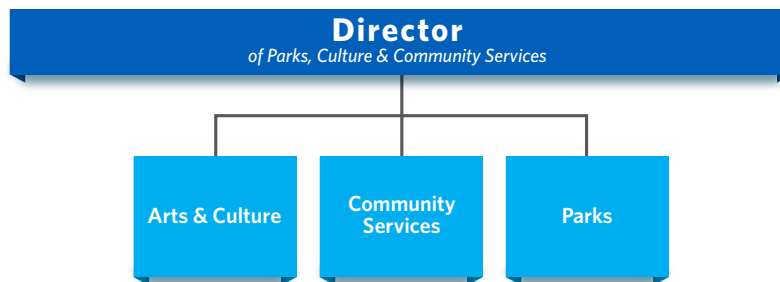 Director
of Parks, Culture & Community Services
Arts & Culture
Community
Services
Parks